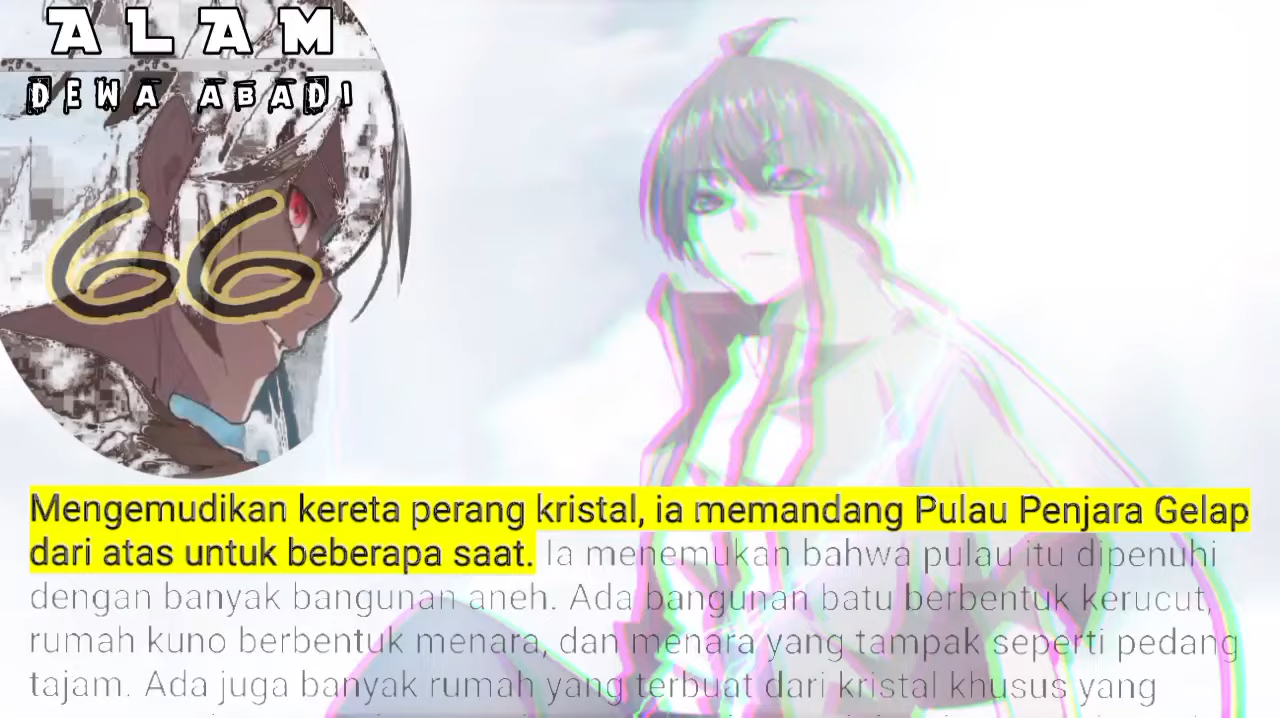 ALAM
DEWA ABADI
66
Mengemudikan kereta perang kristal, ia memandang Pulau Penjara Gelap
dari atas untuk beberapa saat. Ia menemukan bahwa pulau itu dipenuhi
dengan banyak bangunan aneh. Ada bangunan batu berbentuk kerucut,
rumah kuno berbentuk menara, dan menara yang tampak seperti pedang
tajam. Ada juga banyak rumah yang terbuat dari kristal khusus yang